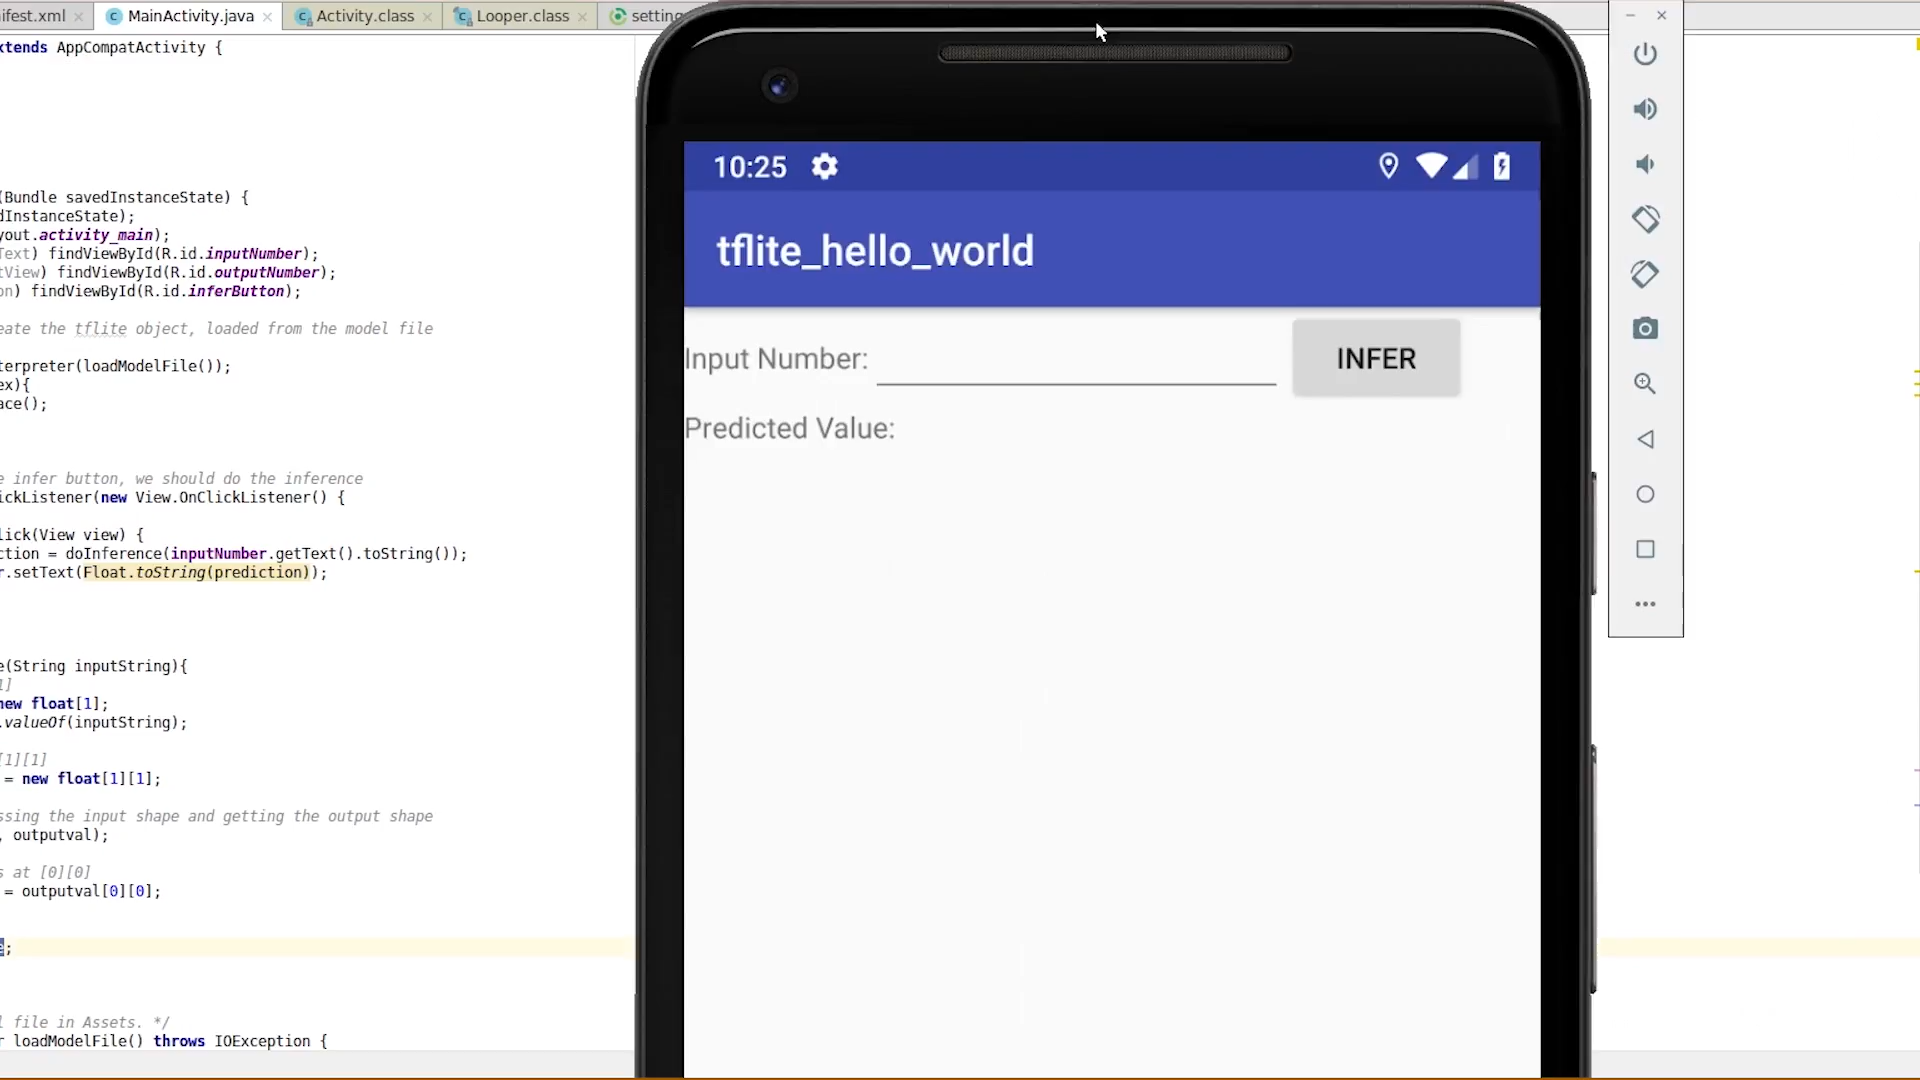 ifest.xml
MainActivity.java
Activity.class
Looper.class
setting
xtends AppCompatActivity {
(Bundle savedInstanceState) {
dInstanceState);
yout.activity_main);
Text) findViewById(R.id.inputNumber);
tView) findViewById(R.id.outputNumber);
on) findViewById(R.id.inferButton);
eate the tflite object, loaded from the model file
terpreter(loadModelFile());
ex){
ace();
e infer button, we should do the inference
ickListener(new View.OnClickListener() {
lick(View view) {
ction = doInference(inputNumber.getText().toString());
r.setText(Float.toString(prediction));
e(String inputString){
1]
new float[1];
.valueOf(inputString);
[1][1]
= new float[1][1];
ssing the input shape and getting the output shape
, outputval);
s at [0][0]
= outputval[0][0];
;
l file in Assets. */
r loadModelFile() throws IOException {
10:25
tflite_hello_world
Input Number:
INFER
Predicted Value: